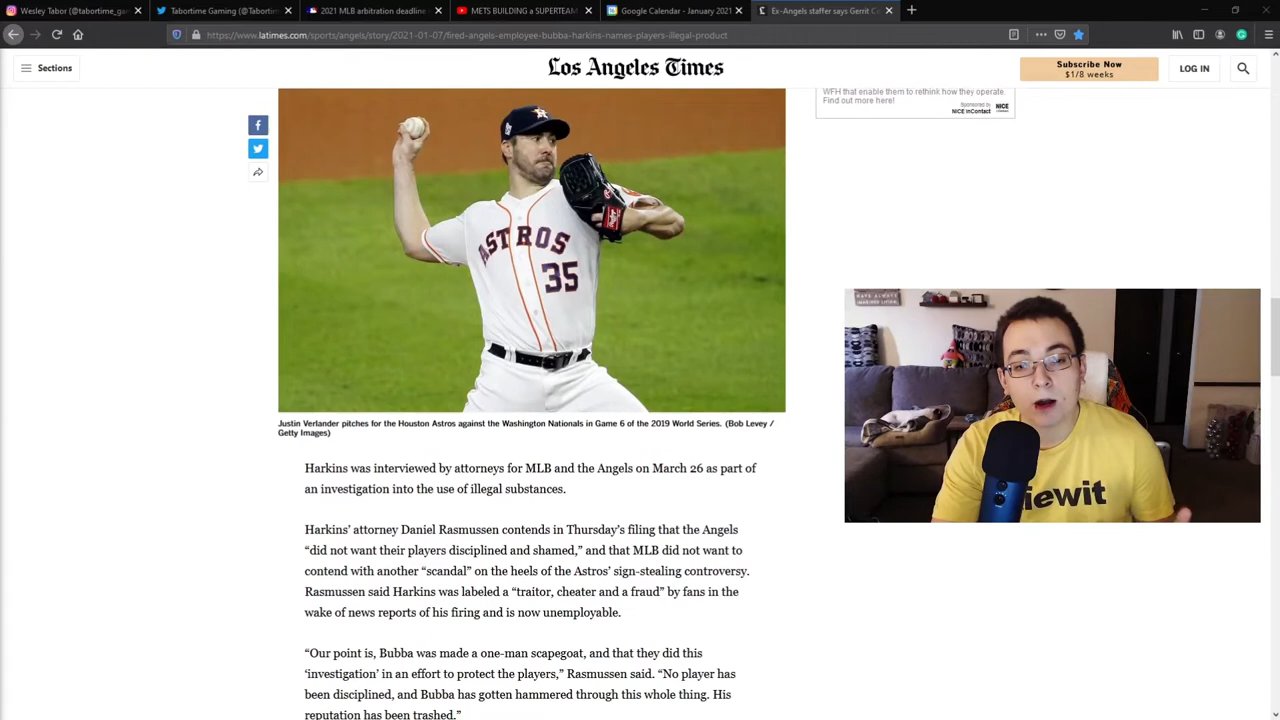 Wesley Tabor (@tabortime_ga
Tabortime Gaming (@Tabortim
2021 MLB arbitration deadline
METS BUILDING a SUPERTEAM
Google Calendar - January 2021
Ex-Angels staffer says Gerrit C
https://www.latimes.com/sports/angels/story/2021-01-07/fired-angels-employee-bubba-harkins-names-players-illegal-product
Sections
Los Angeles Times
Subscribe Now
$1/8 weeks
LOG IN
WFH that enable them to rethink how they operate.
Find out more here!
Sponsored by
NICE inContact
NICE
ASTROS
35
Justin Verlander pitches for the Houston Astros against the Washington Nationals in Game 6 of the 2019 World Series. (Bob Levey /
Getty Images)
Harkins was interviewed by attorneys for MLB and the Angels on March 26 as part of
an investigation into the use of illegal substances.
Harkins’ attorney Daniel Rasmussen contends in Thursday’s filing that the Angels
“did not want their players disciplined and shamed,” and that MLB did not want to
contend with another “scandal” on the heels of the Astros’ sign-stealing controversy.
Rasmussen said Harkins was labeled a “traitor, cheater and a fraud” by fans in the
wake of news reports of his firing and is now unemployable.
“Our point is, Bubba was made a one-man scapegoat, and that they did this
‘investigation’ in an effort to protect the players,” Rasmussen said. “No player has
been disciplined, and Bubba has gotten hammered through this whole thing. His
reputation has been trashed.”
iewit